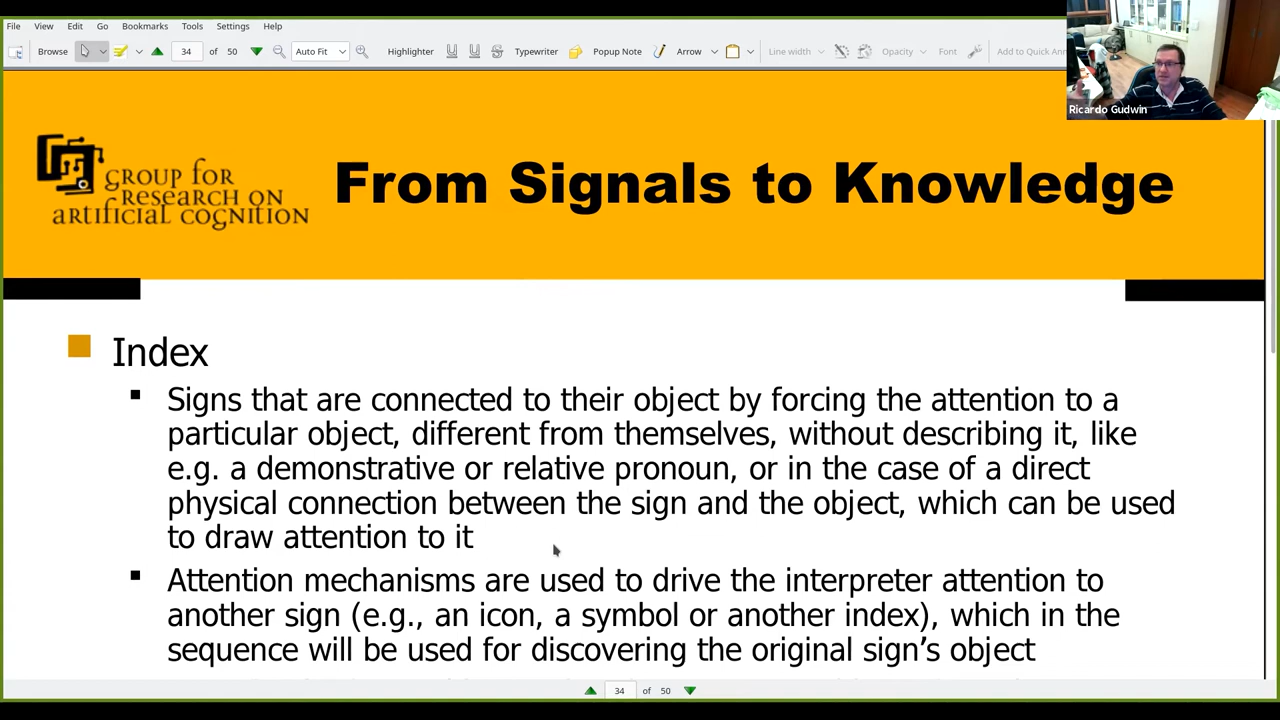 File View Edit Go Bookmarks Tools Settings Help
Browse 34 of 50 Auto Fit Highlighter Typewriter Popup Note Arrow Line width Opacity Font Add to Quick
Ricardo Gudwin
GROUP FOR
RESEARCH ON
ARTIFICIAL COGNITION
From Signals to Knowledge
Index
Signs that are connected to their object by forcing the attention to a
particular object, different from themselves, without describing it, like
e.g. a demonstrative or relative pronoun, or in the case of a direct
physical connection between the sign and the object, which can be used
to draw attention to it
Attention mechanisms are used to drive the interpreter attention to
another sign (e.g., an icon, a symbol or another index), which in the
sequence will be used for discovering the original sign’s object
34 of 50